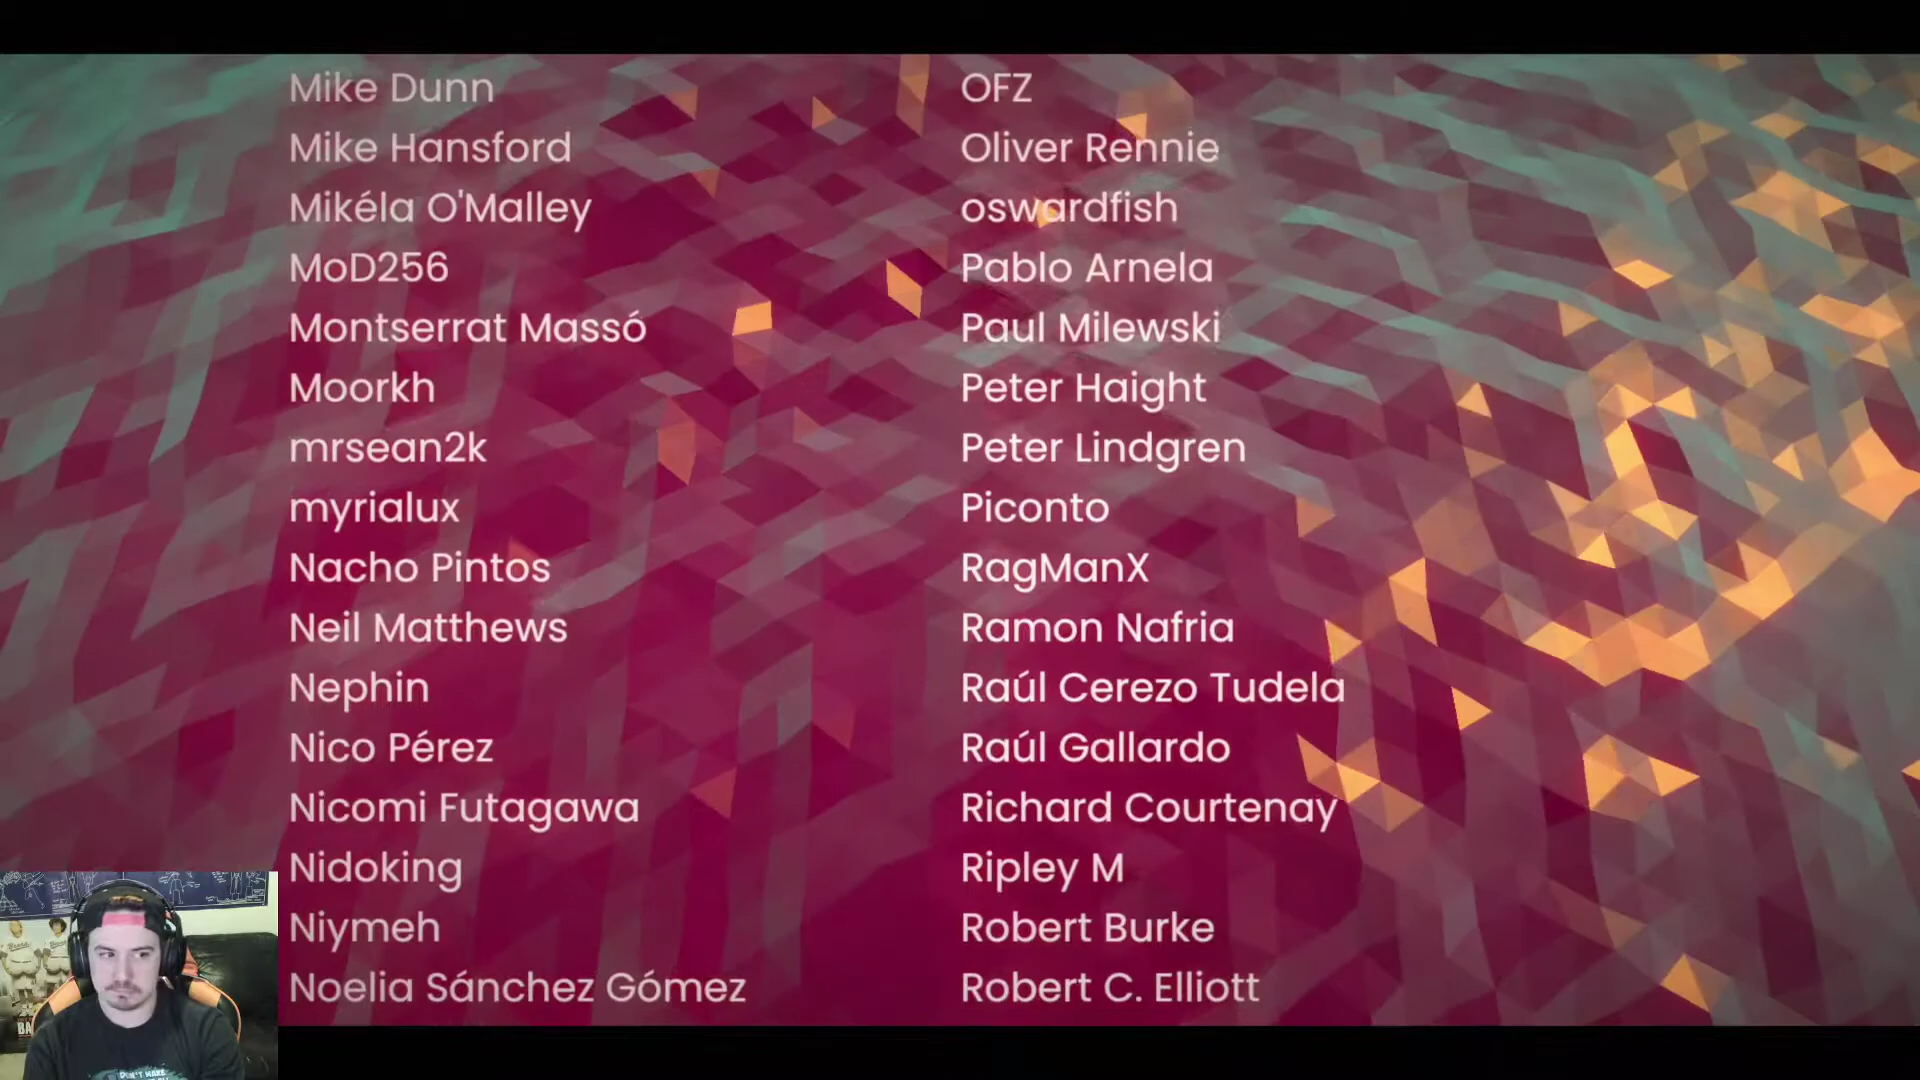 Mike Dunn
Mike Hansford
Mikéla O'Malley
MoD256
Montserrat Massó
Moorkh
mrsean2k
myrialux
Nacho Pintos
Neil Matthews
Nephin
Nico Pérez
Nicomi Futagawa
Nidoking
Niymeh
Noelia Sánchez Gómez
OFZ
Oliver Rennie
oswardfish
Pablo Arnela
Paul Milewski
Peter Haight
Peter Lindgren
Piconto
RagManX
Ramon Nafria
Raúl Cerezo Tudela
Raúl Gallardo
Richard Courtenay
Ripley M
Robert Burke
Robert C. Elliott
DON'T MAKE